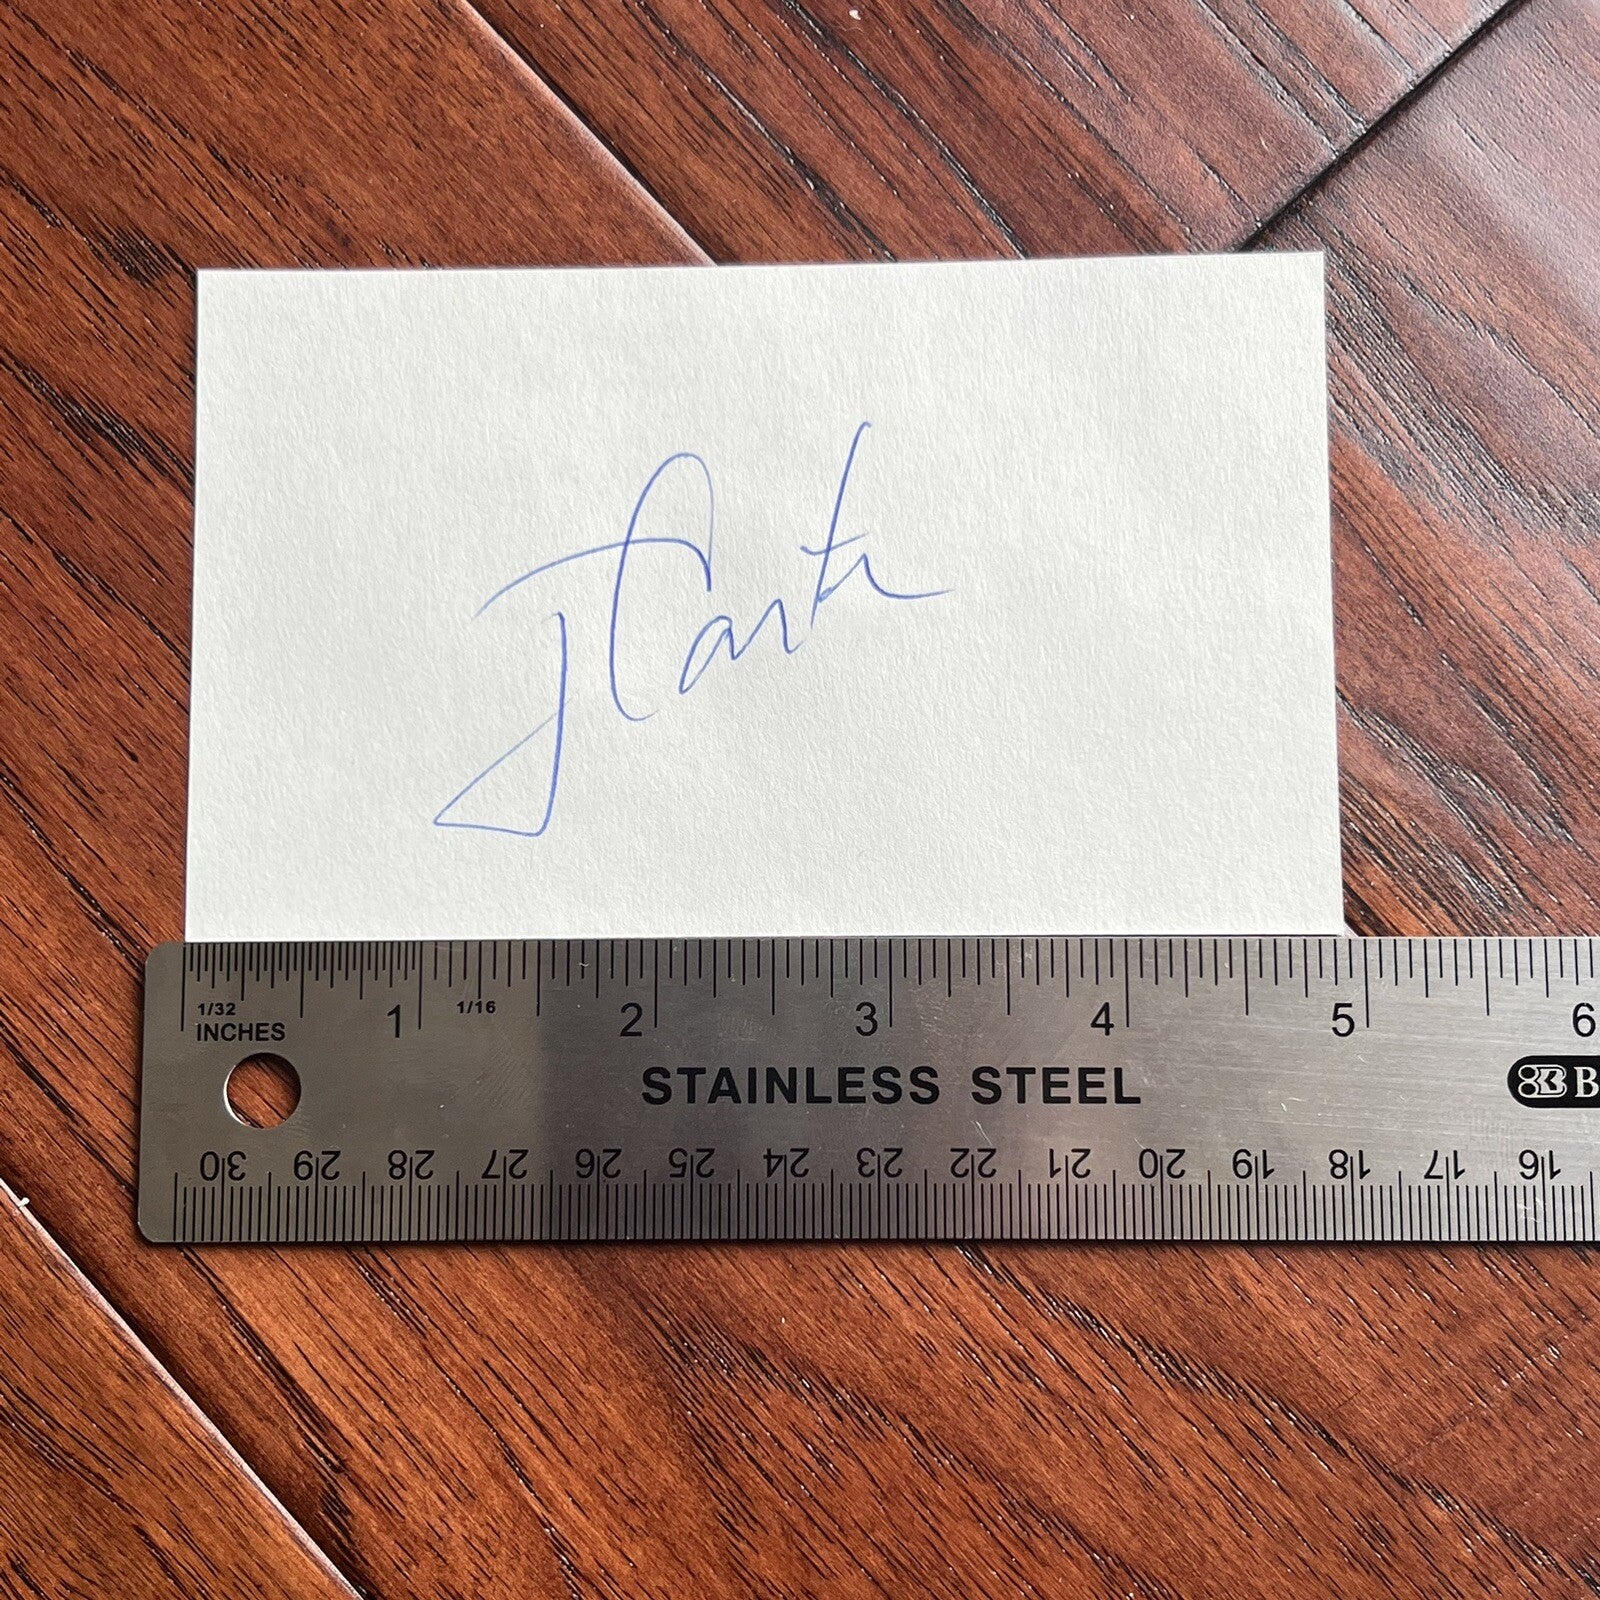 J Carter
1/32
INCHES
1 1/16 2 3 4 5 6
STAINLESS STEEL
B
30 29 28 27 26 25 24 23 22 21 20 19 18 17 16